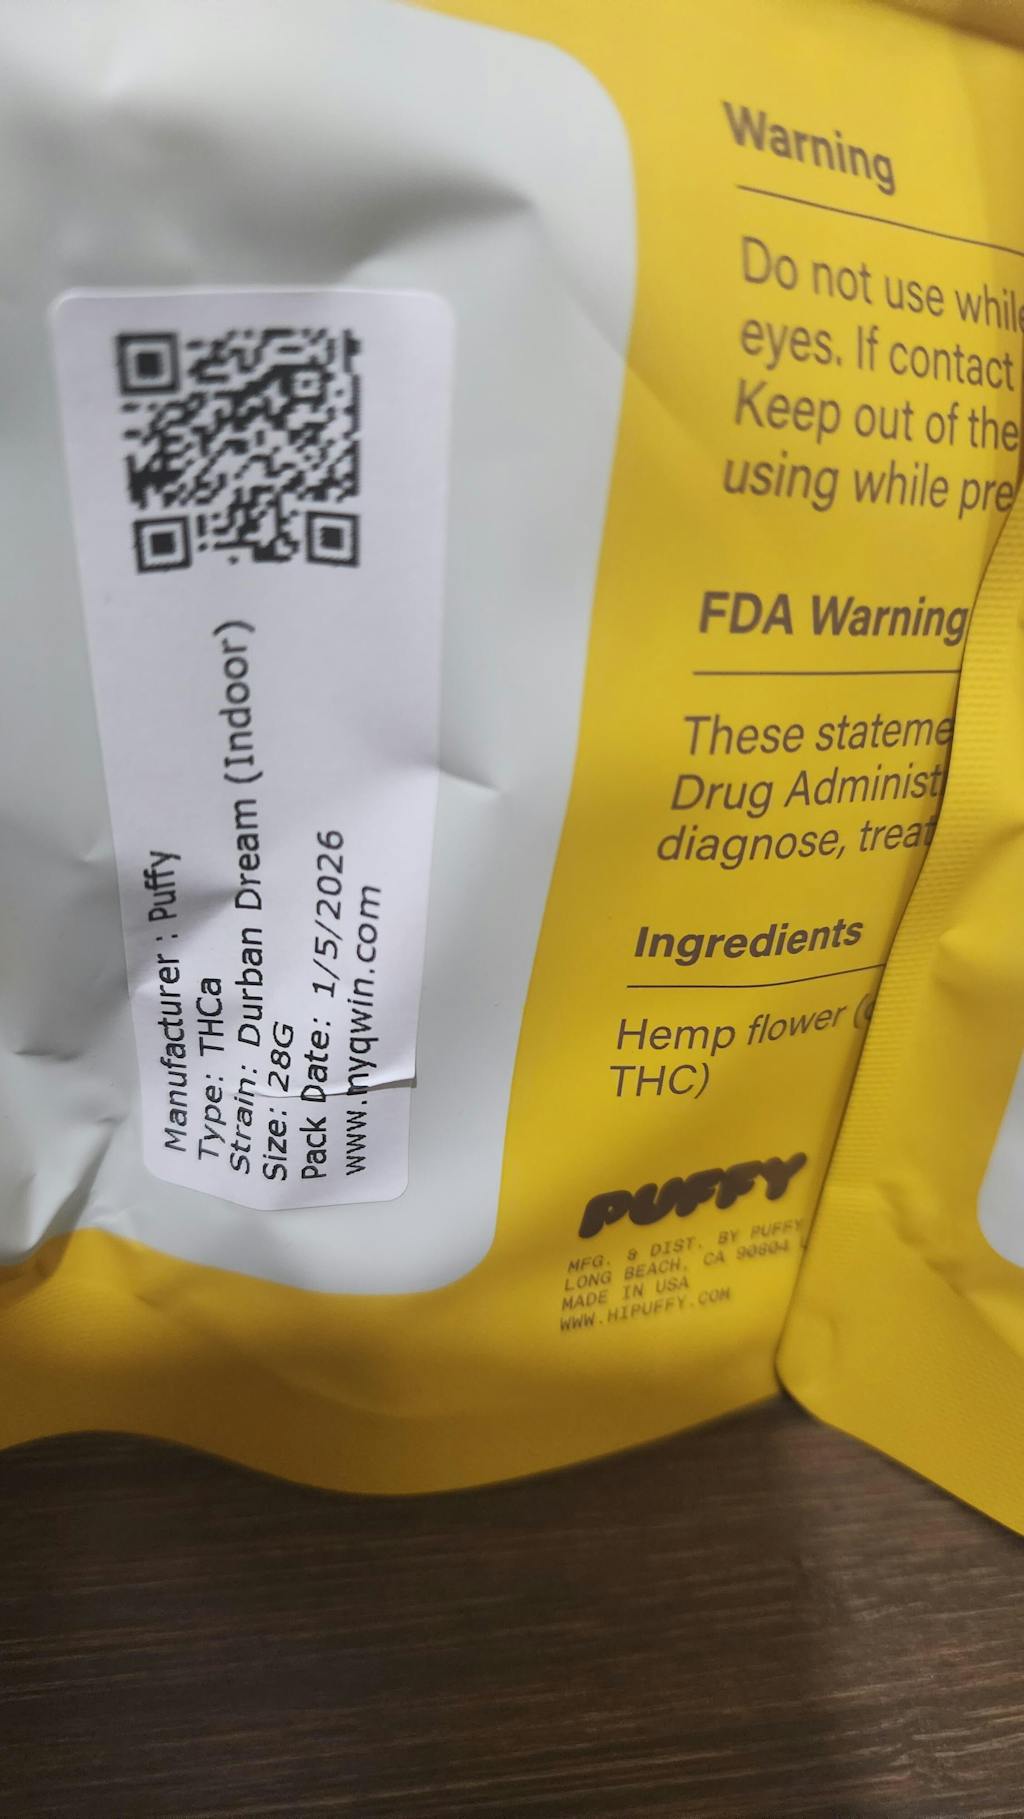 Manufacturer : Puffy
Type: THCa
Strain: Durban Dream (Indoor)
Size: 28G
Pack Date: 1/5/2026
www.myqwin.com
Warning
Do not use while
eyes. If contact
Keep out of the
using while pre
FDA Warning
These stateme
Drug Administ
diagnose, treat
Ingredients
Hemp flower (
THC)
PUFFY
MFG. & DIST. BY PUFFY
LONG BEACH, CA 90804
MADE IN USA
WWW.HIPUFFY.COM